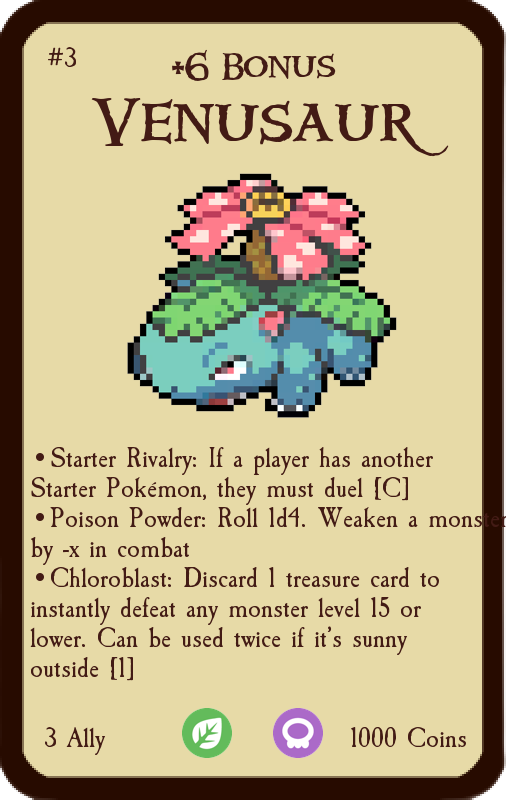 #3
+6 Bonus
Venusaur
•Starter Rivalry: If a player has another
Starter Pokémon, they must duel {C}
•Poison Powder: Roll 1d4. Weaken a monster
by -x in combat
•Chloroblast: Discard 1 treasure card to
instantly defeat any monster level 15 or
lower. Can be used twice if it's sunny
outside {1}
3 Ally
1000 Coins